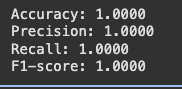 Accuracy: 1.0000
Precision: 1.0000
Recall: 1.0000
F1-score: 1.0000